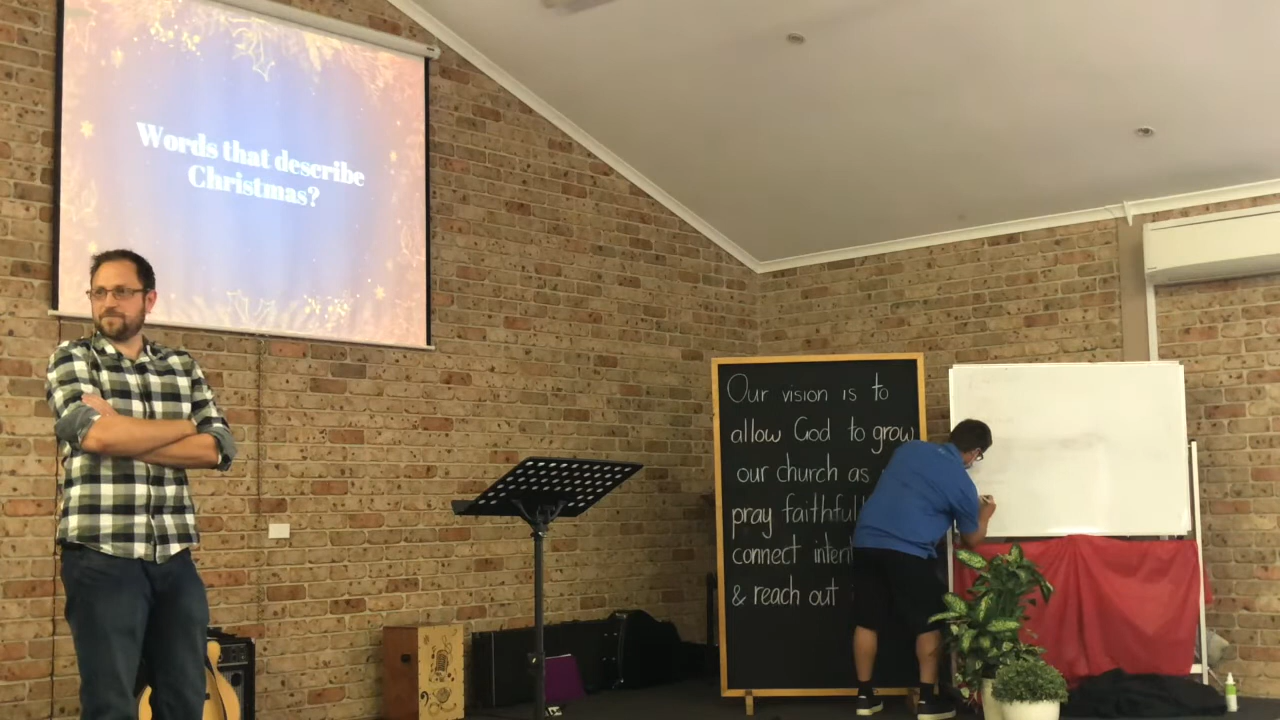 Words that describe
Christmas?
Our vision is to
allow God to grow
our church as
pray faithful
connect inten
& reach out